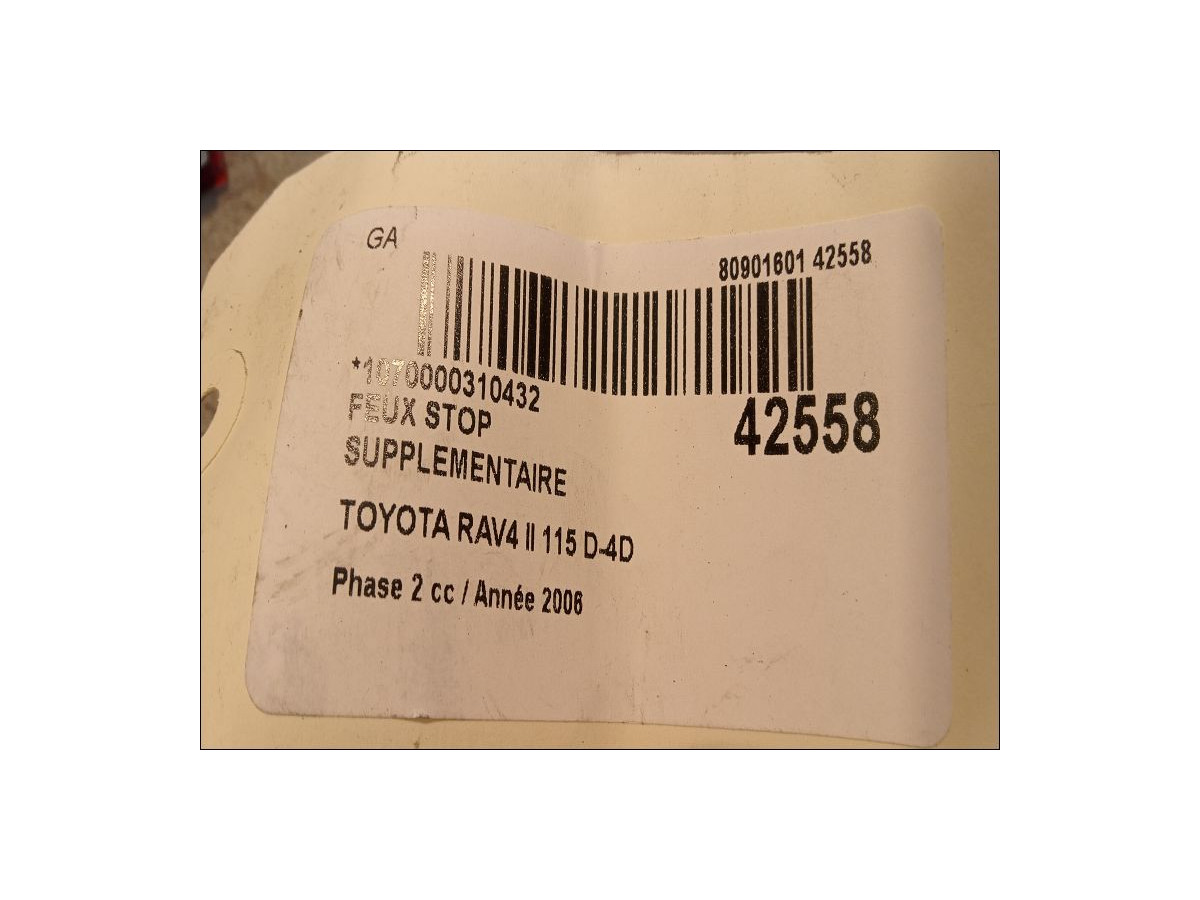 GA
80901601 42558
*1070000310432
42558
FEUX STOP
SUPPLEMENTAIRE
TOYOTA RAV4 II 115 D-4D
Phase 2 cc / Année 2006